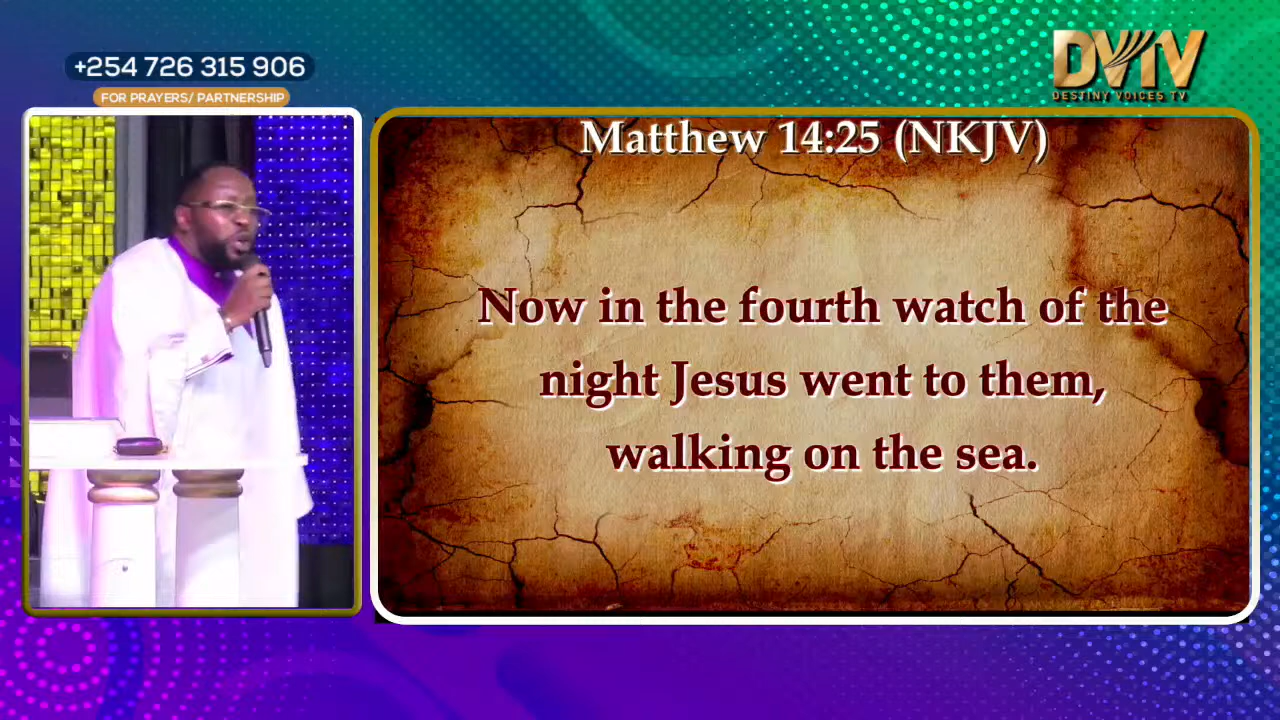 +254 726 315 906
FOR PRAYERS/ PARTNERSHIP
DVTV
DESTINY VOICES TV
Matthew 14:25 (NKJV)
Now in the fourth watch of the
night Jesus went to them,
walking on the sea.